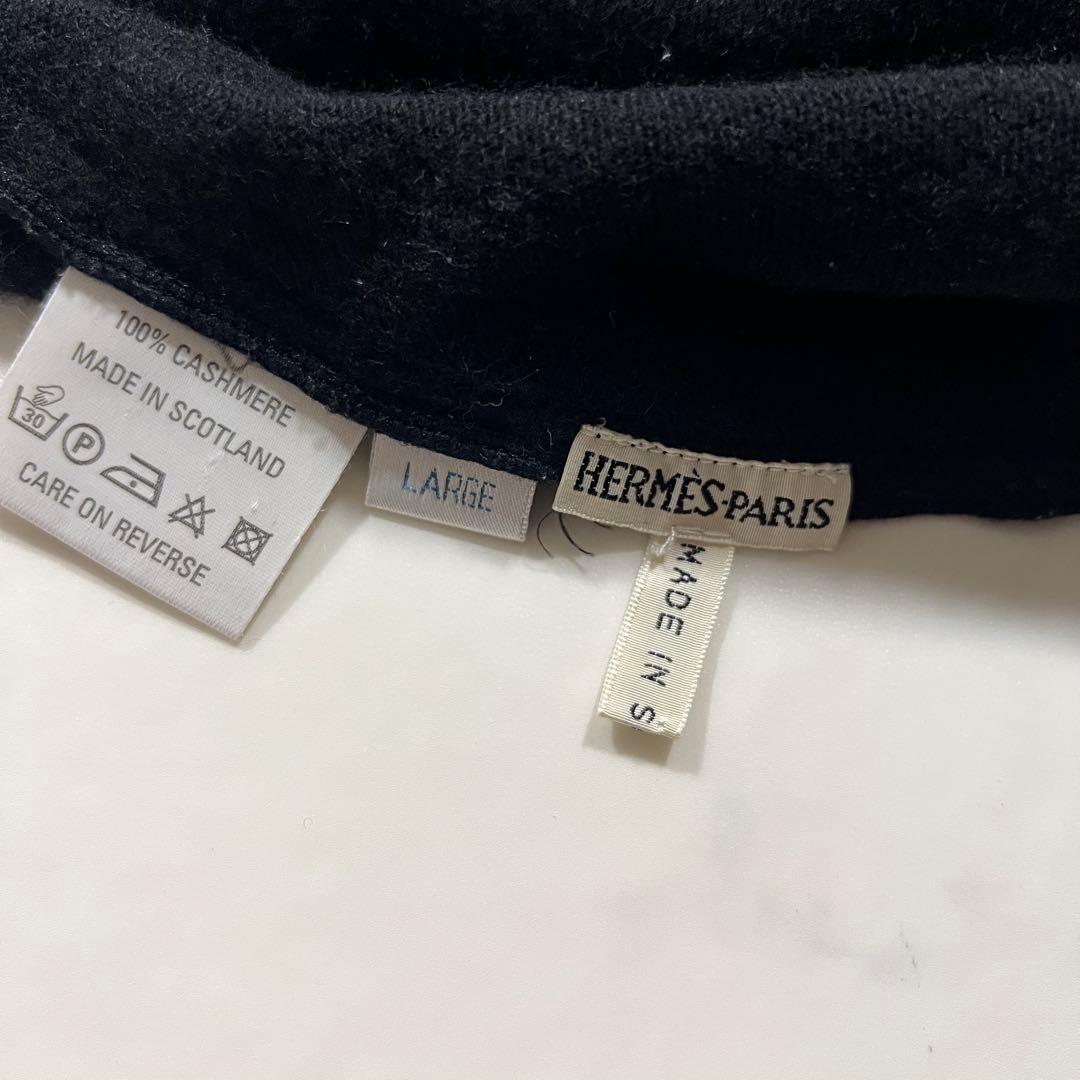 100% CASHMERE
MADE IN SCOTLAND
30 P
CARE ON REVERSE
LARGE
HERMÈS-PARIS
MADE IN S